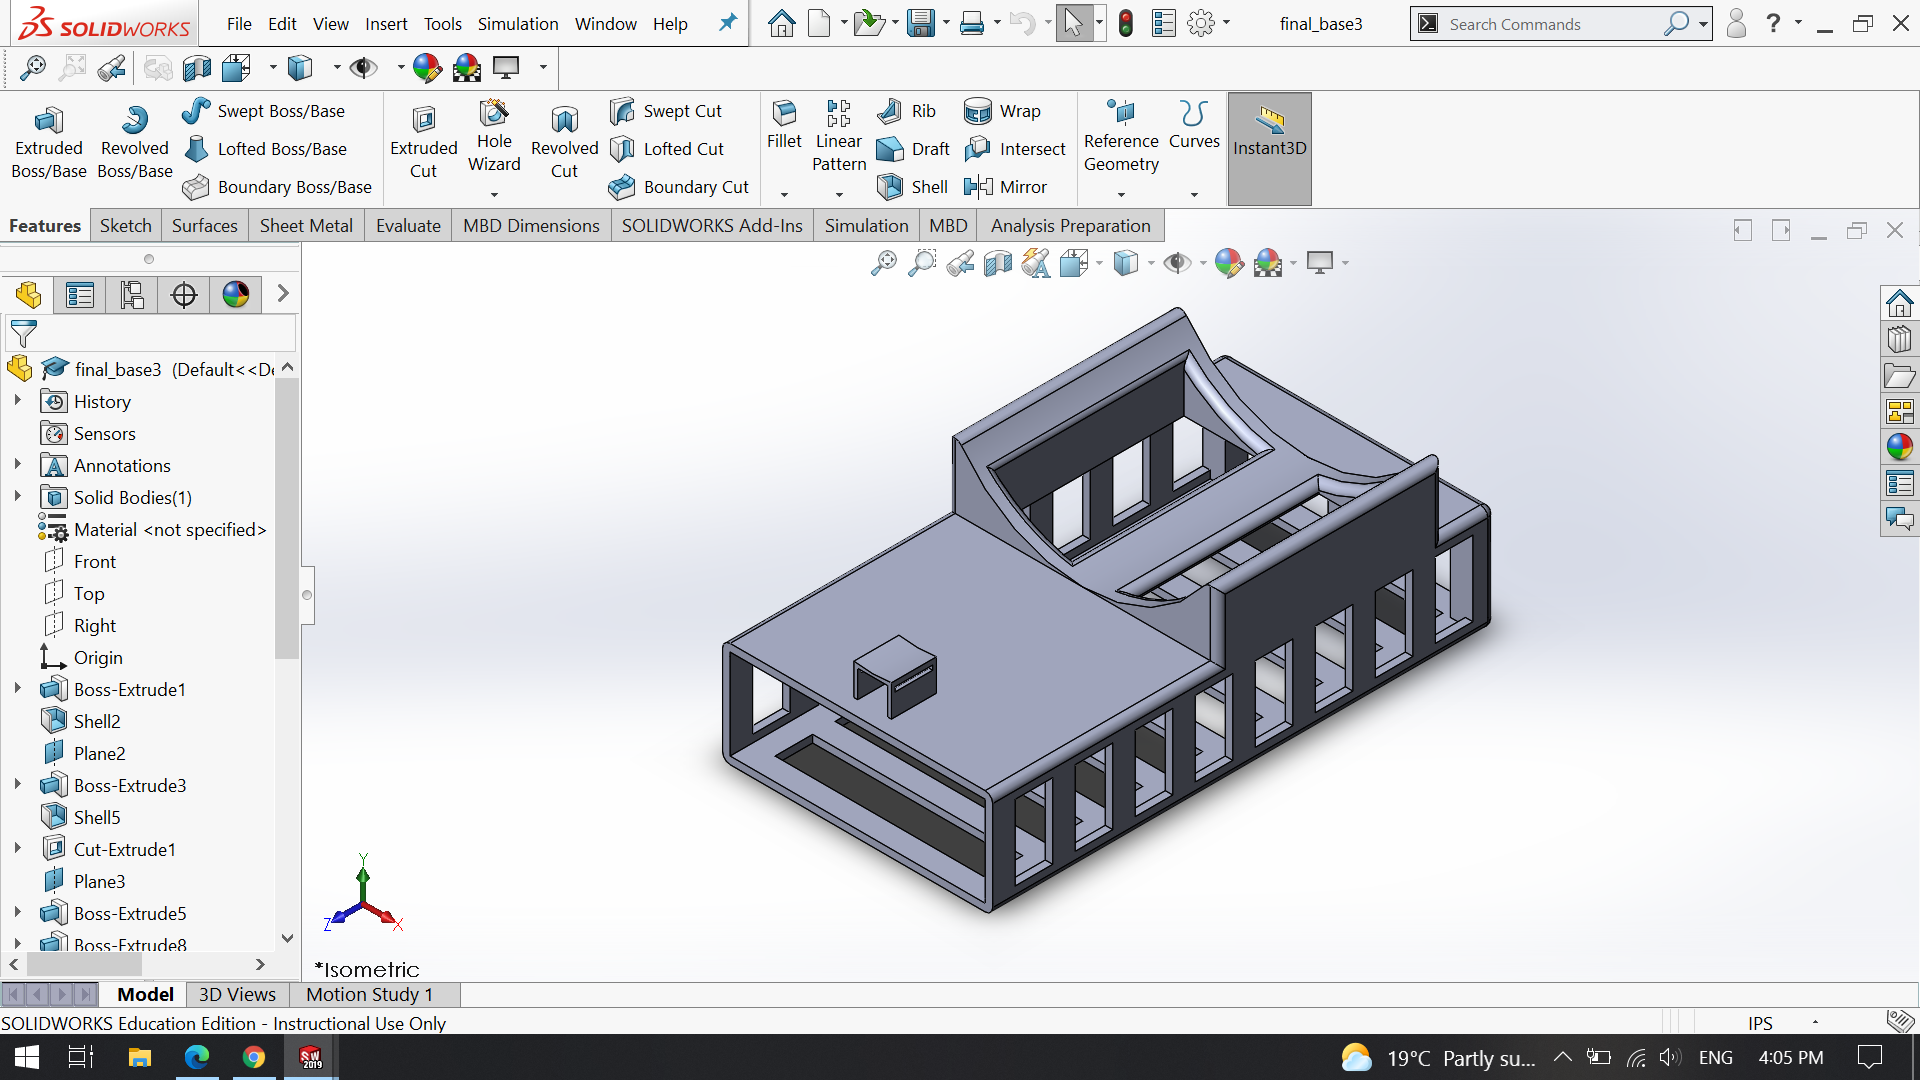 SOLIDWORKS
File Edit View Insert Tools Simulation Window Help
final_base3
Search Commands
?
Extruded Boss/Base
Revolved Boss/Base
Swept Boss/Base
Lofted Boss/Base
Boundary Boss/Base
Extruded Cut
Hole Wizard
Revolved Cut
Swept Cut
Lofted Cut
Boundary Cut
Fillet
Linear Pattern
Rib
Draft
Shell
Wrap
Intersect
Mirror
Reference Geometry
Curves
Instant3D
Features Sketch Surfaces Sheet Metal Evaluate MBD Dimensions SOLIDWORKS Add-Ins Simulation MBD Analysis Preparation
final_base3 (Default<<De
History
Sensors
Annotations
Solid Bodies(1)
Material <not specified>
Front
Top
Right
Origin
Boss-Extrude1
Shell2
Plane2
Boss-Extrude3
Shell5
Cut-Extrude1
Plane3
Boss-Extrude5
Boss-Extrude8
Y
Z
X
*Isometric
Model 3D Views Motion Study 1
SOLIDWORKS Education Edition - Instructional Use Only
IPS
SW 2019
19°C Partly su...
ENG
4:05 PM